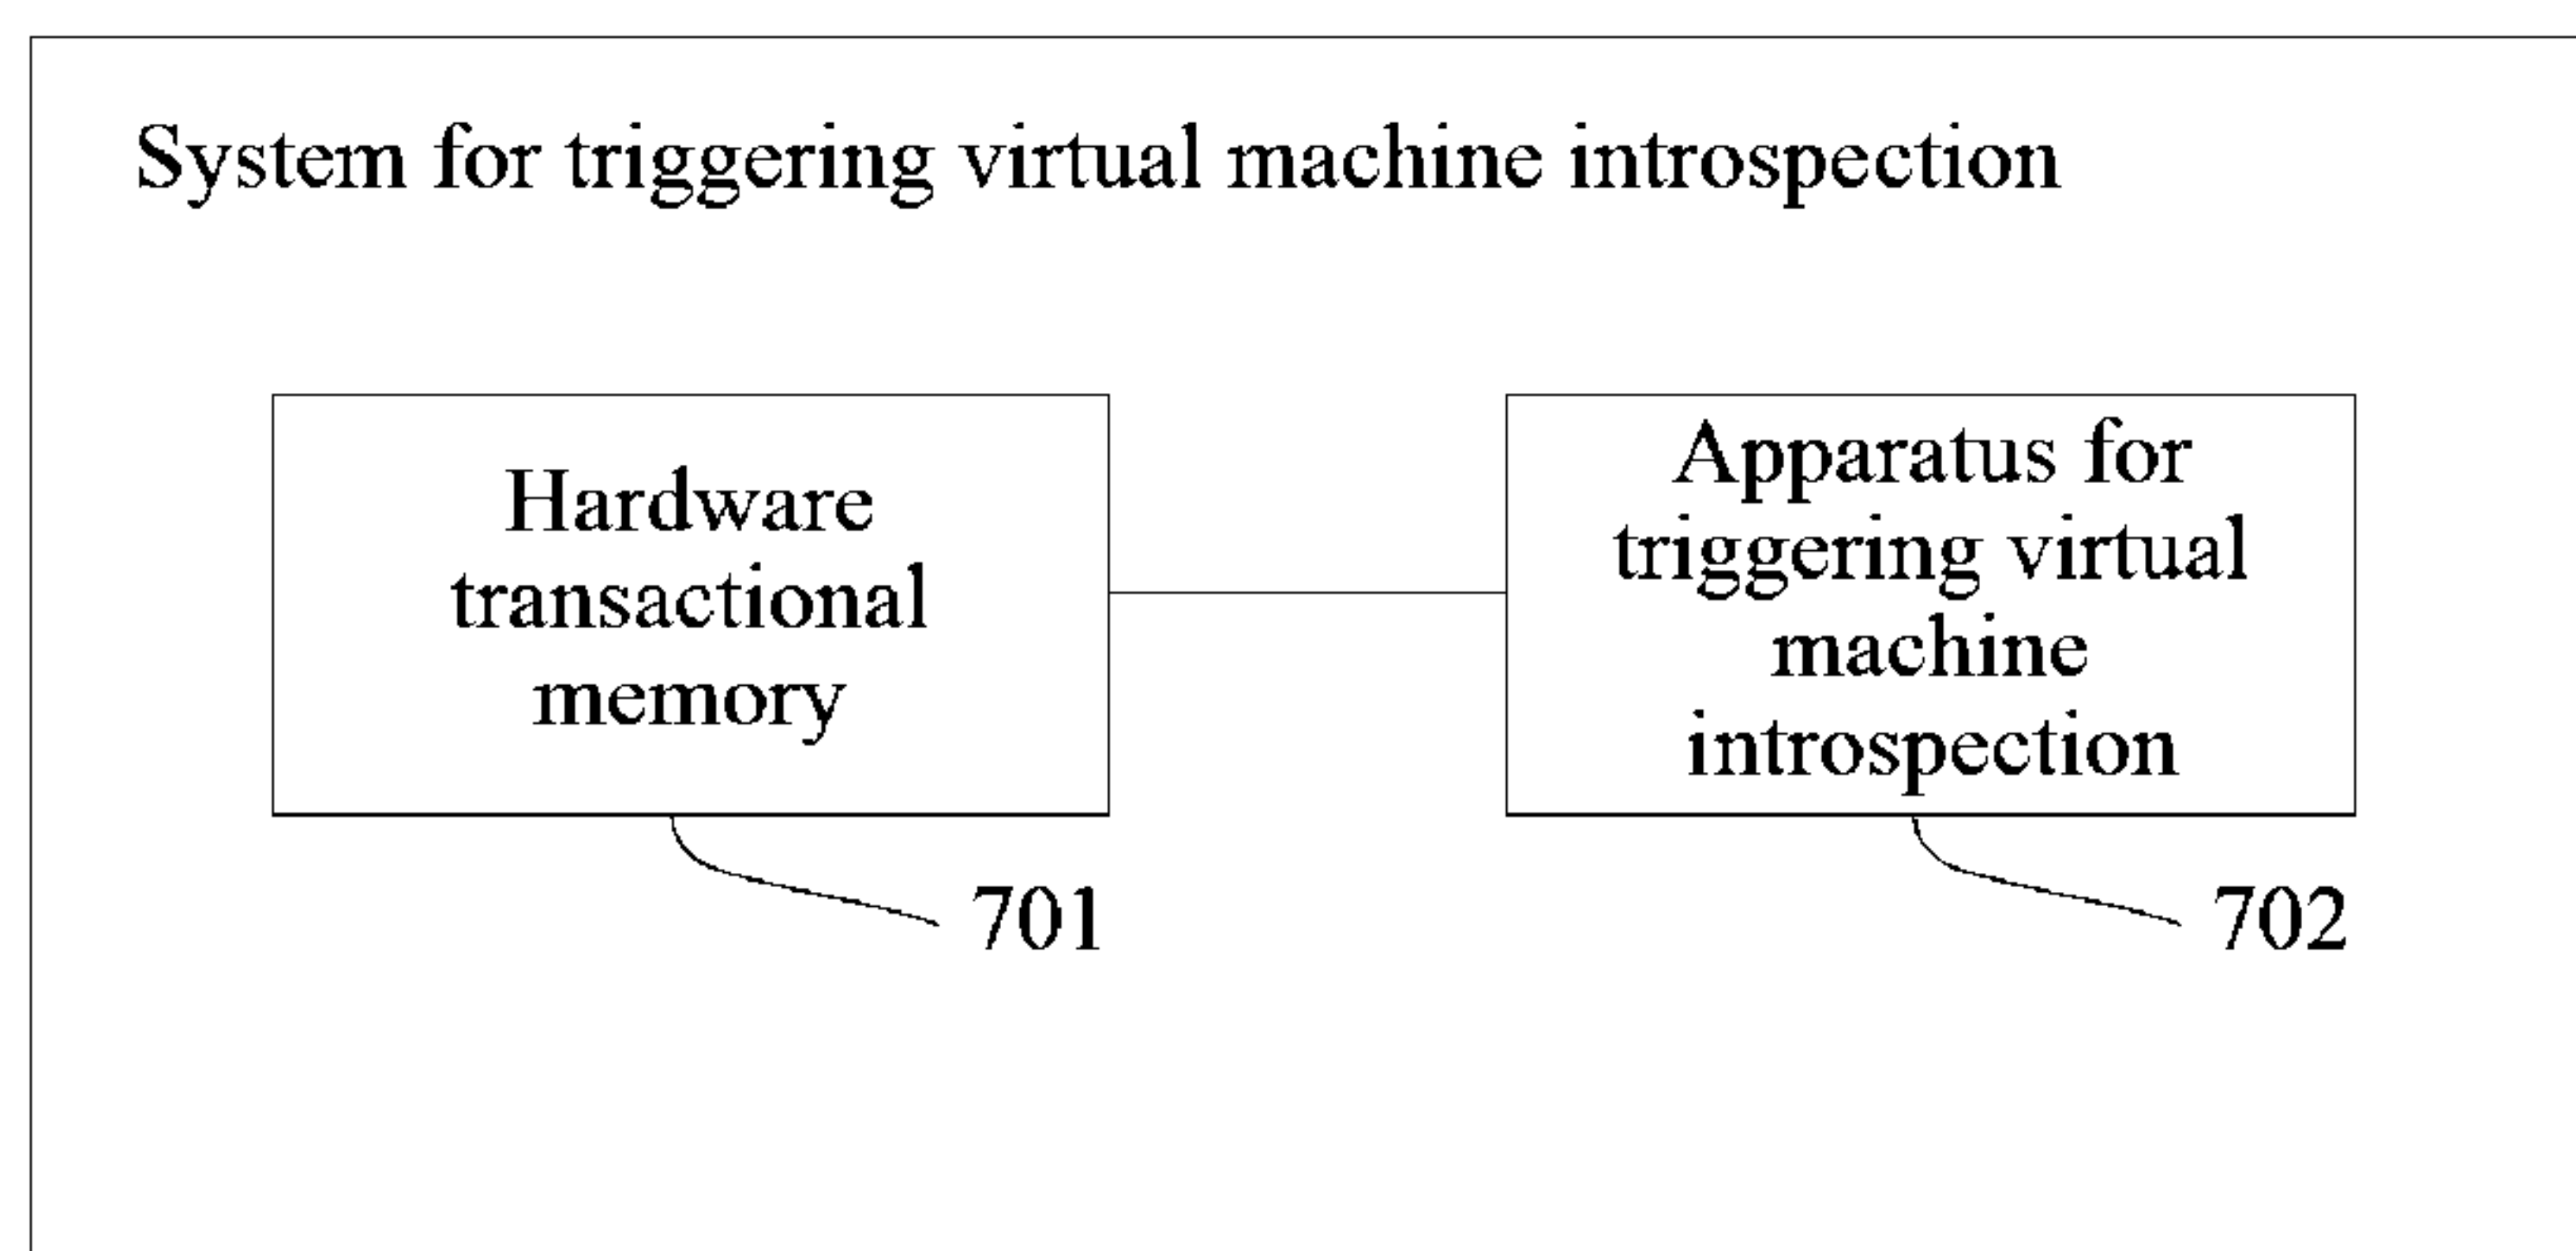 System for triggering virtual machine introspection
Hardware
transactional
memory
Apparatus for
triggering virtual
machine
introspection
701
702